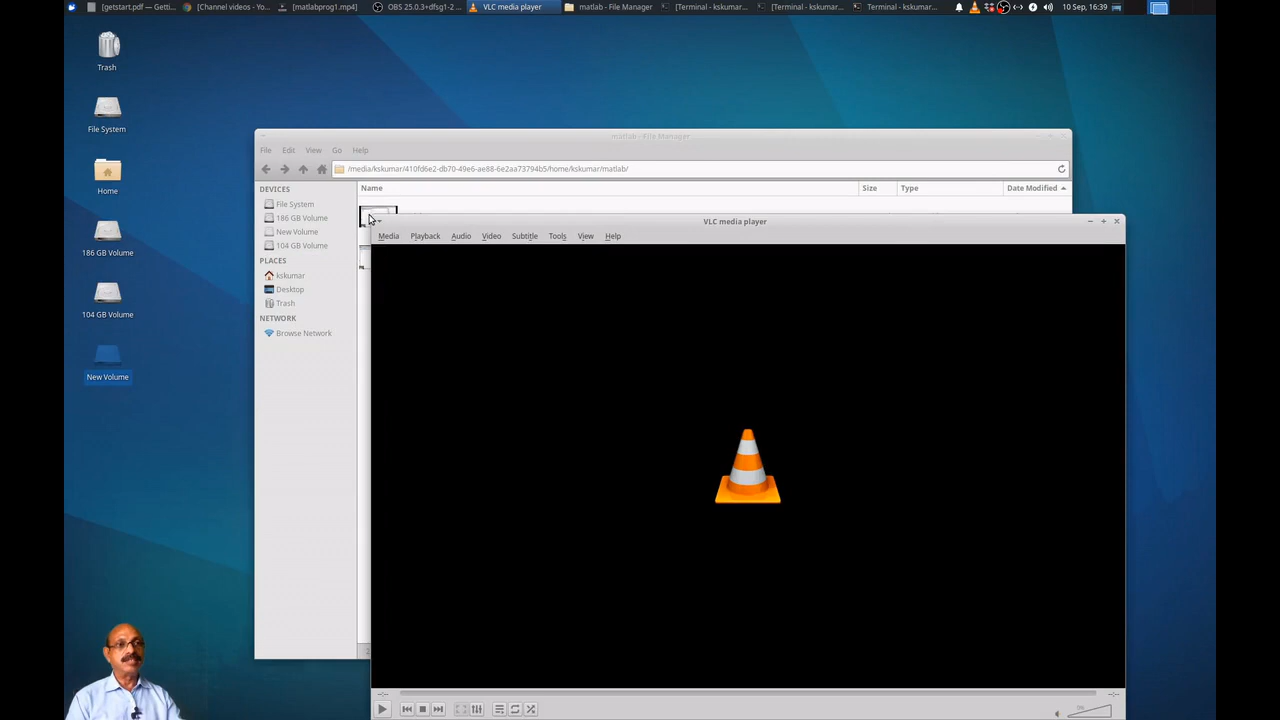 [getstart.pdf - Getti...
[Channel videos - Yo...
[matlabprog1.mp4]
OBS 25.0.3+dfsg1-2 ...
VLC media player
matlab - File Manager
[Terminal - kskumar...
[Terminal - kskumar...
Terminal - kskumar...
10 Sep, 16:39
Trash
File System
Home
186 GB Volume
104 GB Volume
New Volume
matlab - File Manager
File Edit View Go Help
/media/kskumar/410fd6e2-db70-49e6-ae88-6e2aa73794b5/home/kskumar/matlab/
DEVICES
File System
186 GB Volume
New Volume
104 GB Volume
PLACES
kskumar
Desktop
Trash
NETWORK
Browse Network
Name Size Type Date Modified
VLC media player
Media Playback Audio Video Subtitle Tools View Help
--:-- --:--